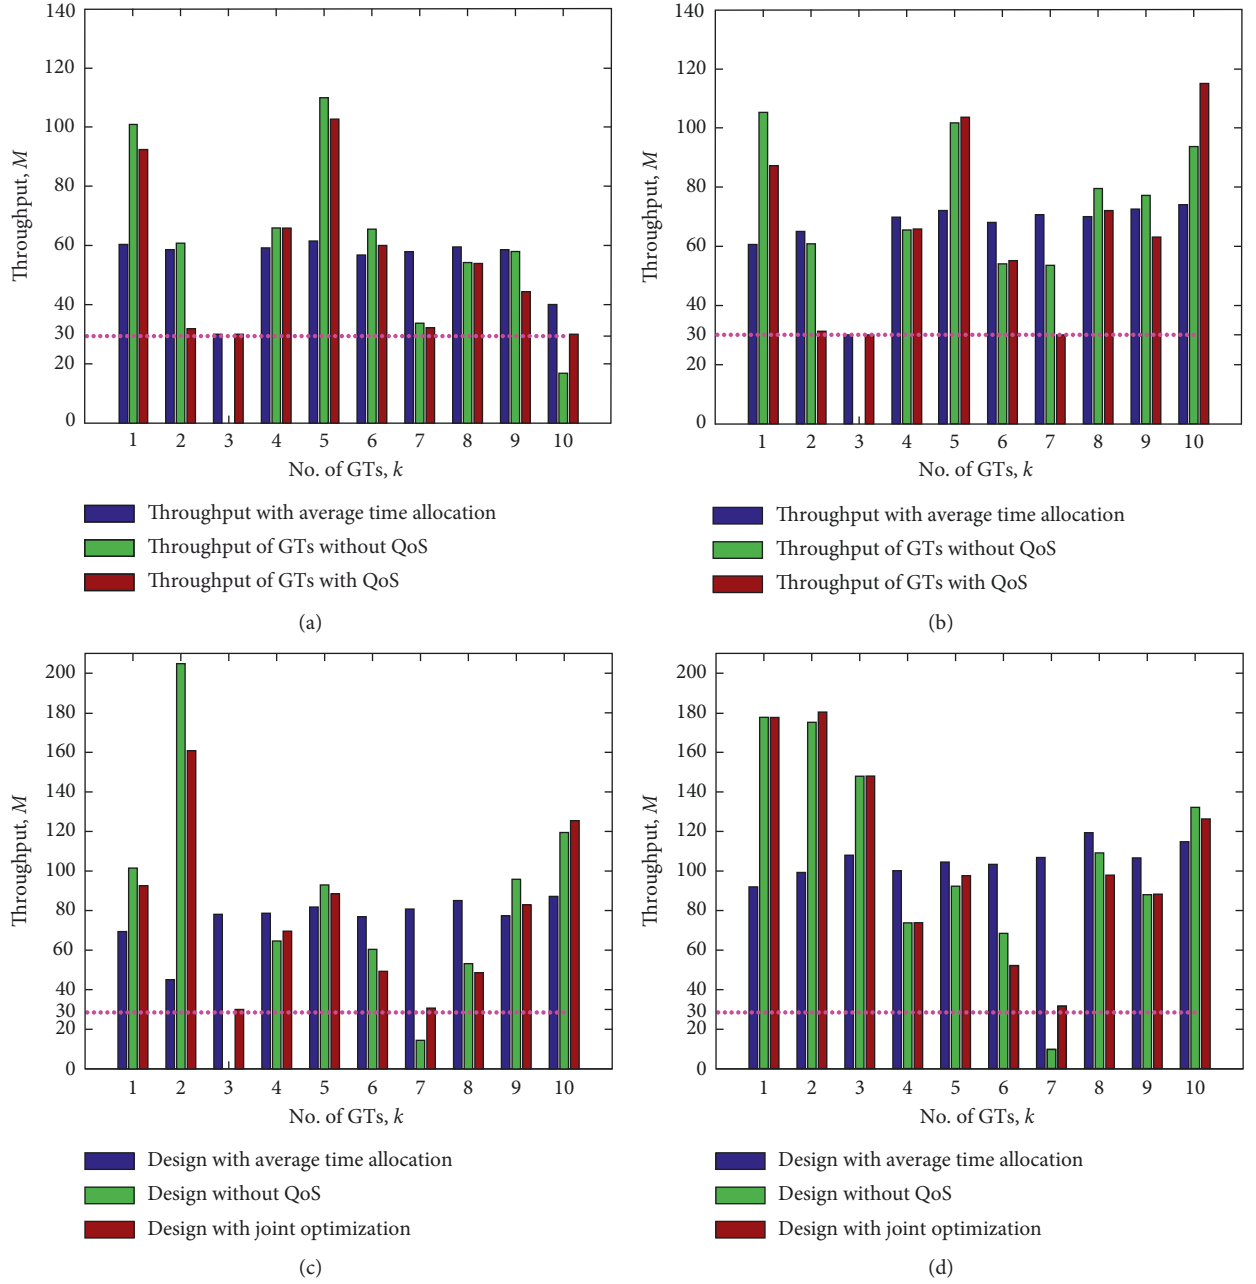 140
120
100
80
60
40
30
20
0
Throughput, M
1 2 3 4 5 6 7 8 9 10
No. of GTs, k
Throughput with average time allocation
Throughput of GTs without QoS
Throughput of GTs with QoS
(a)
140
120
100
80
60
40
30
20
0
Throughput, M
1 2 3 4 5 6 7 8 9 10
No. of GTs, k
Throughput with average time allocation
Throughput of GTs without QoS
Throughput of GTs with QoS
(b)
200
180
160
140
120
100
80
60
40
30
20
0
Throughput, M
1 2 3 4 5 6 7 8 9 10
No. of GTs, k
Design with average time allocation
Design without QoS
Design with joint optimization
(c)
200
180
160
140
120
100
80
60
40
30
20
0
Throughput, M
1 2 3 4 5 6 7 8 9 10
No. of GTs, k
Design with average time allocation
Design without QoS
Design with joint optimization
(d)